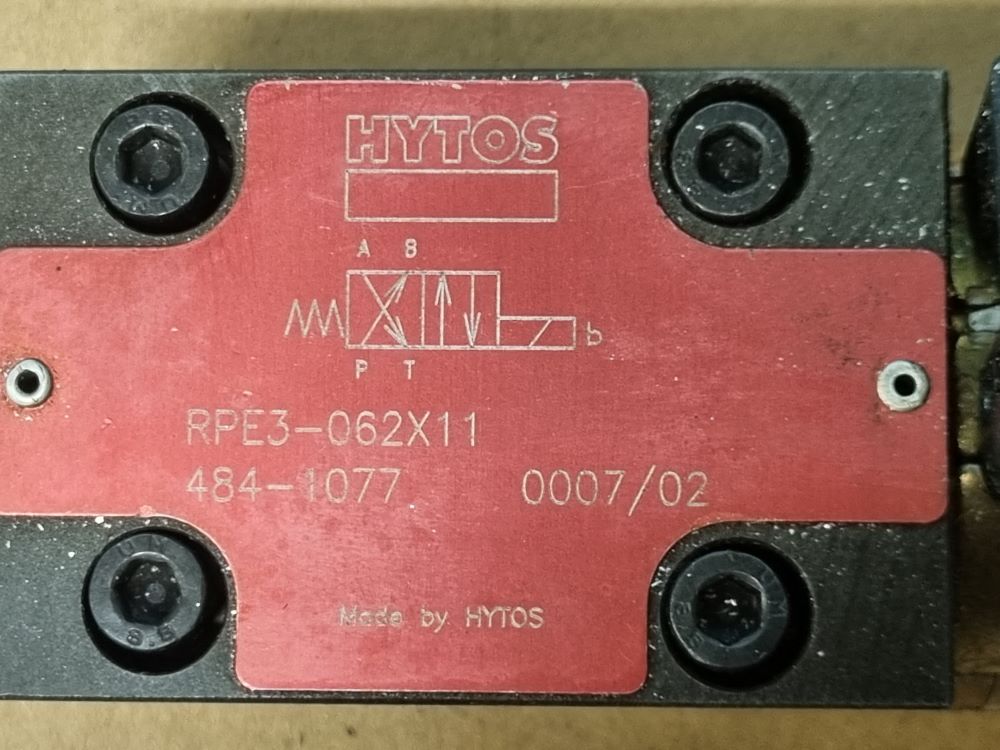 HYTOS
A B
b
P T
RPE3-062X11
484-1077 0007/02
Made by HYTOS